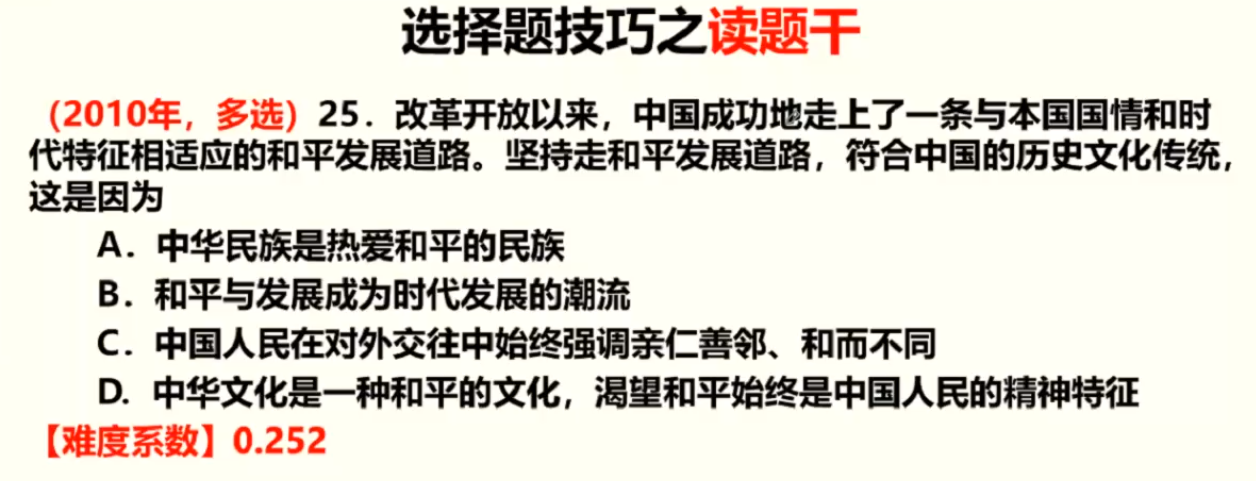 选择题技巧之读题干
（2010年，多选）25．改革开放以来，中国成功地走上了一条与本国国情和时
代特征相适应的和平发展道路。坚持走和平发展道路，符合中国的历史文化传统，
这是因为
A．中华民族是热爱和平的民族
B．和平与发展成为时代发展的潮流
C．中国人民在对外交往中始终强调亲仁善邻、和而不同
D．中华文化是一种和平的文化，渴望和平始终是中国人民的精神特征
【难度系数】0.252